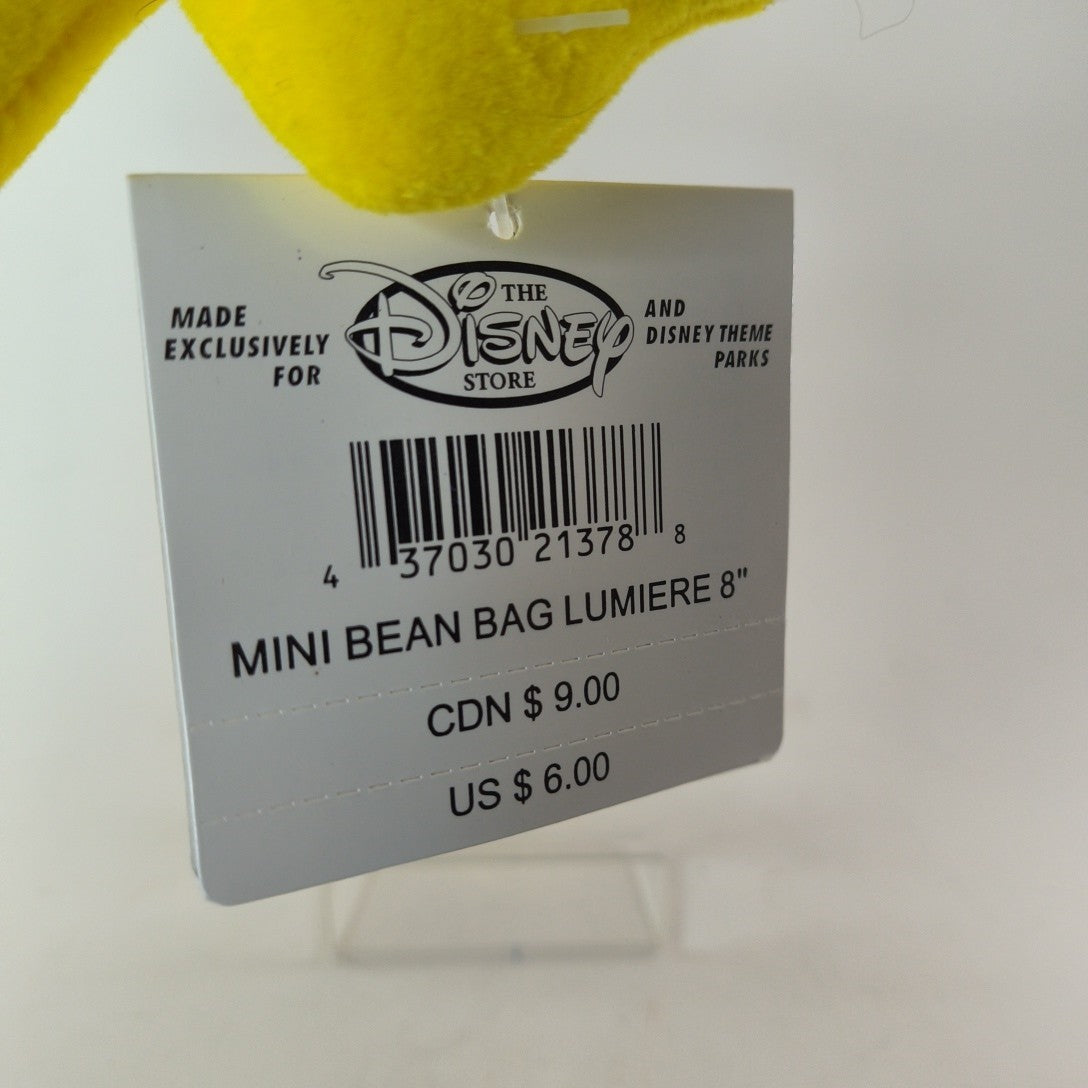 MADE
EXCLUSIVELY
FOR
THE
DISNEY
STORE
AND
DISNEY THEME
PARKS
4 37030 21378 8
MINI BEAN BAG LUMIERE 8"
CDN $ 9.00
US $ 6.00